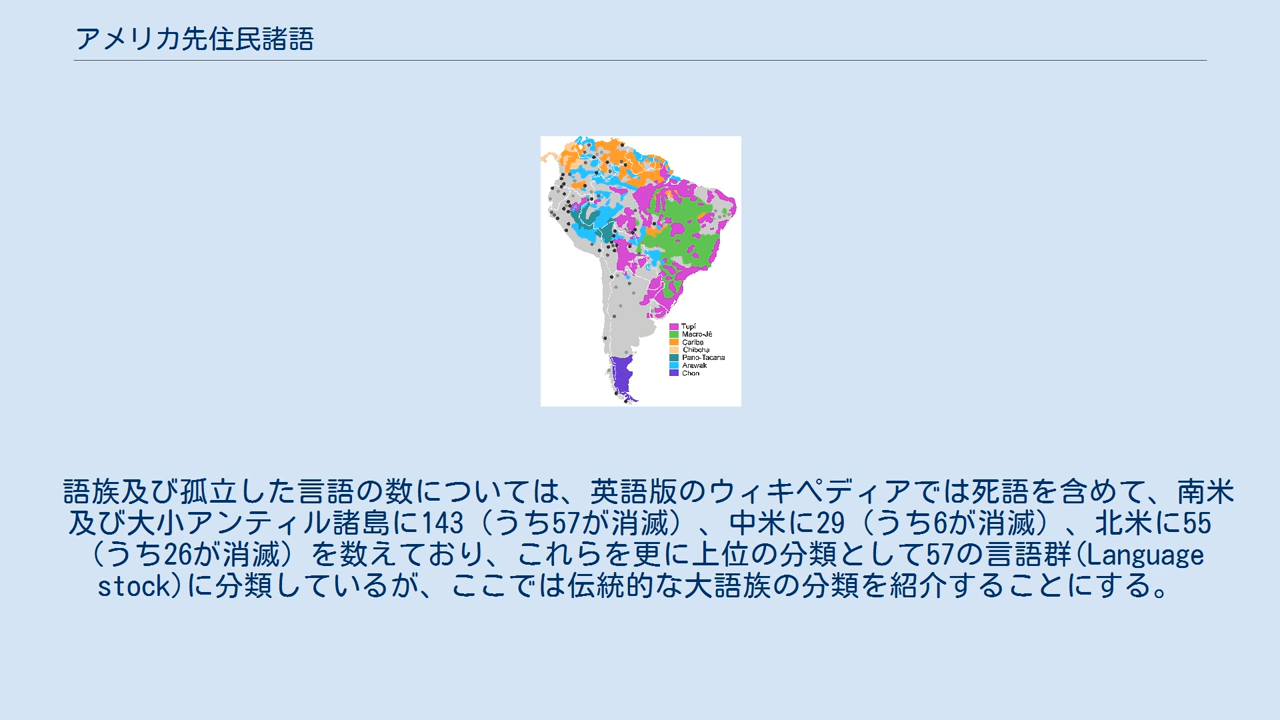 アメリカ先住民諸語
Tupí
Macro-Jê
Caribe
Chibcha
Pano-Tacana
Arawak
Chon
語族及び孤立した言語の数については、英語版のウィキペディアでは死語を含めて、南米
及び大小アンティル諸島に143（うち57が消滅）、中米に29（うち6が消滅）、北米に55
（うち26が消滅）を数えており、これらを更に上位の分類として57の言語群(Language
stock)に分類しているが、ここでは伝統的な大語族の分類を紹介することにする。